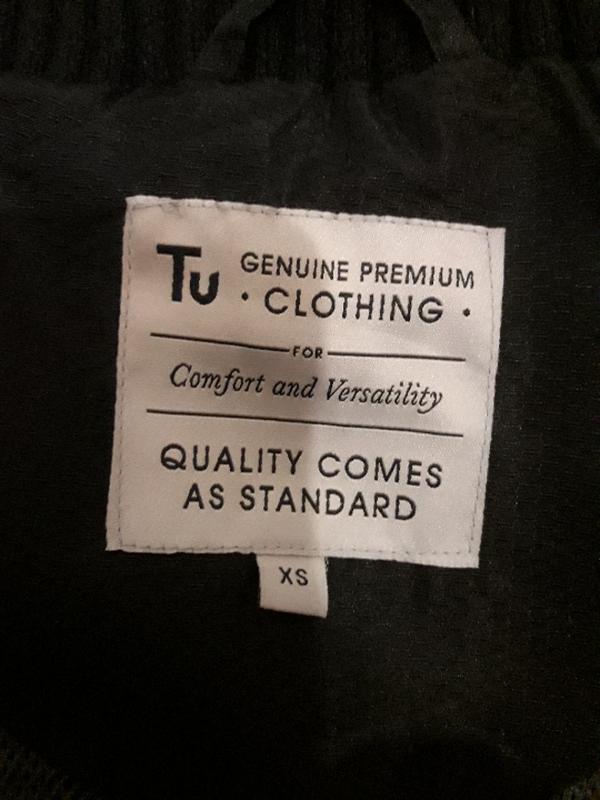 Tu GENUINE PREMIUM
· CLOTHING ·
FOR
Comfort and Versatility
QUALITY COMES
AS STANDARD
XS